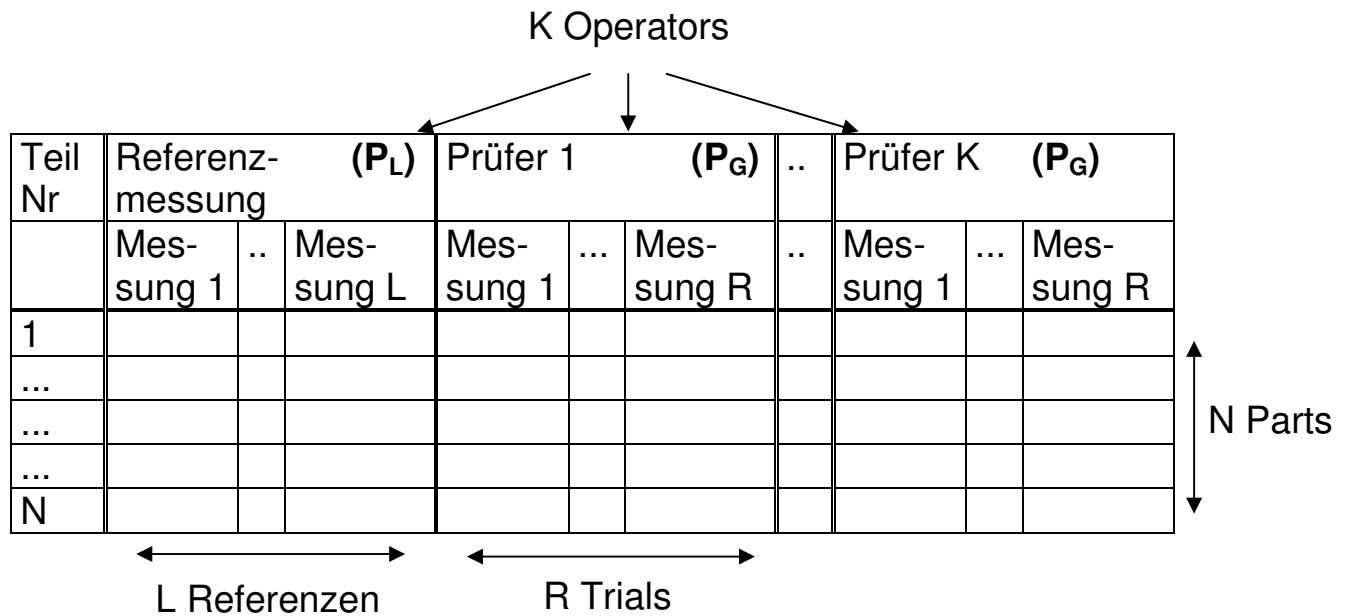 K Operators
Teil Referenz- (P_L) Prüfer 1 (P_G) .. Prüfer K (P_G)
Nr messung
Mes- .. Mes- Mes- ... Mes- .. Mes- ... Mes-
sung 1 sung L sung 1 sung R sung 1 sung R
1
...
...
N Parts
...
N
L Referenzen R Trials